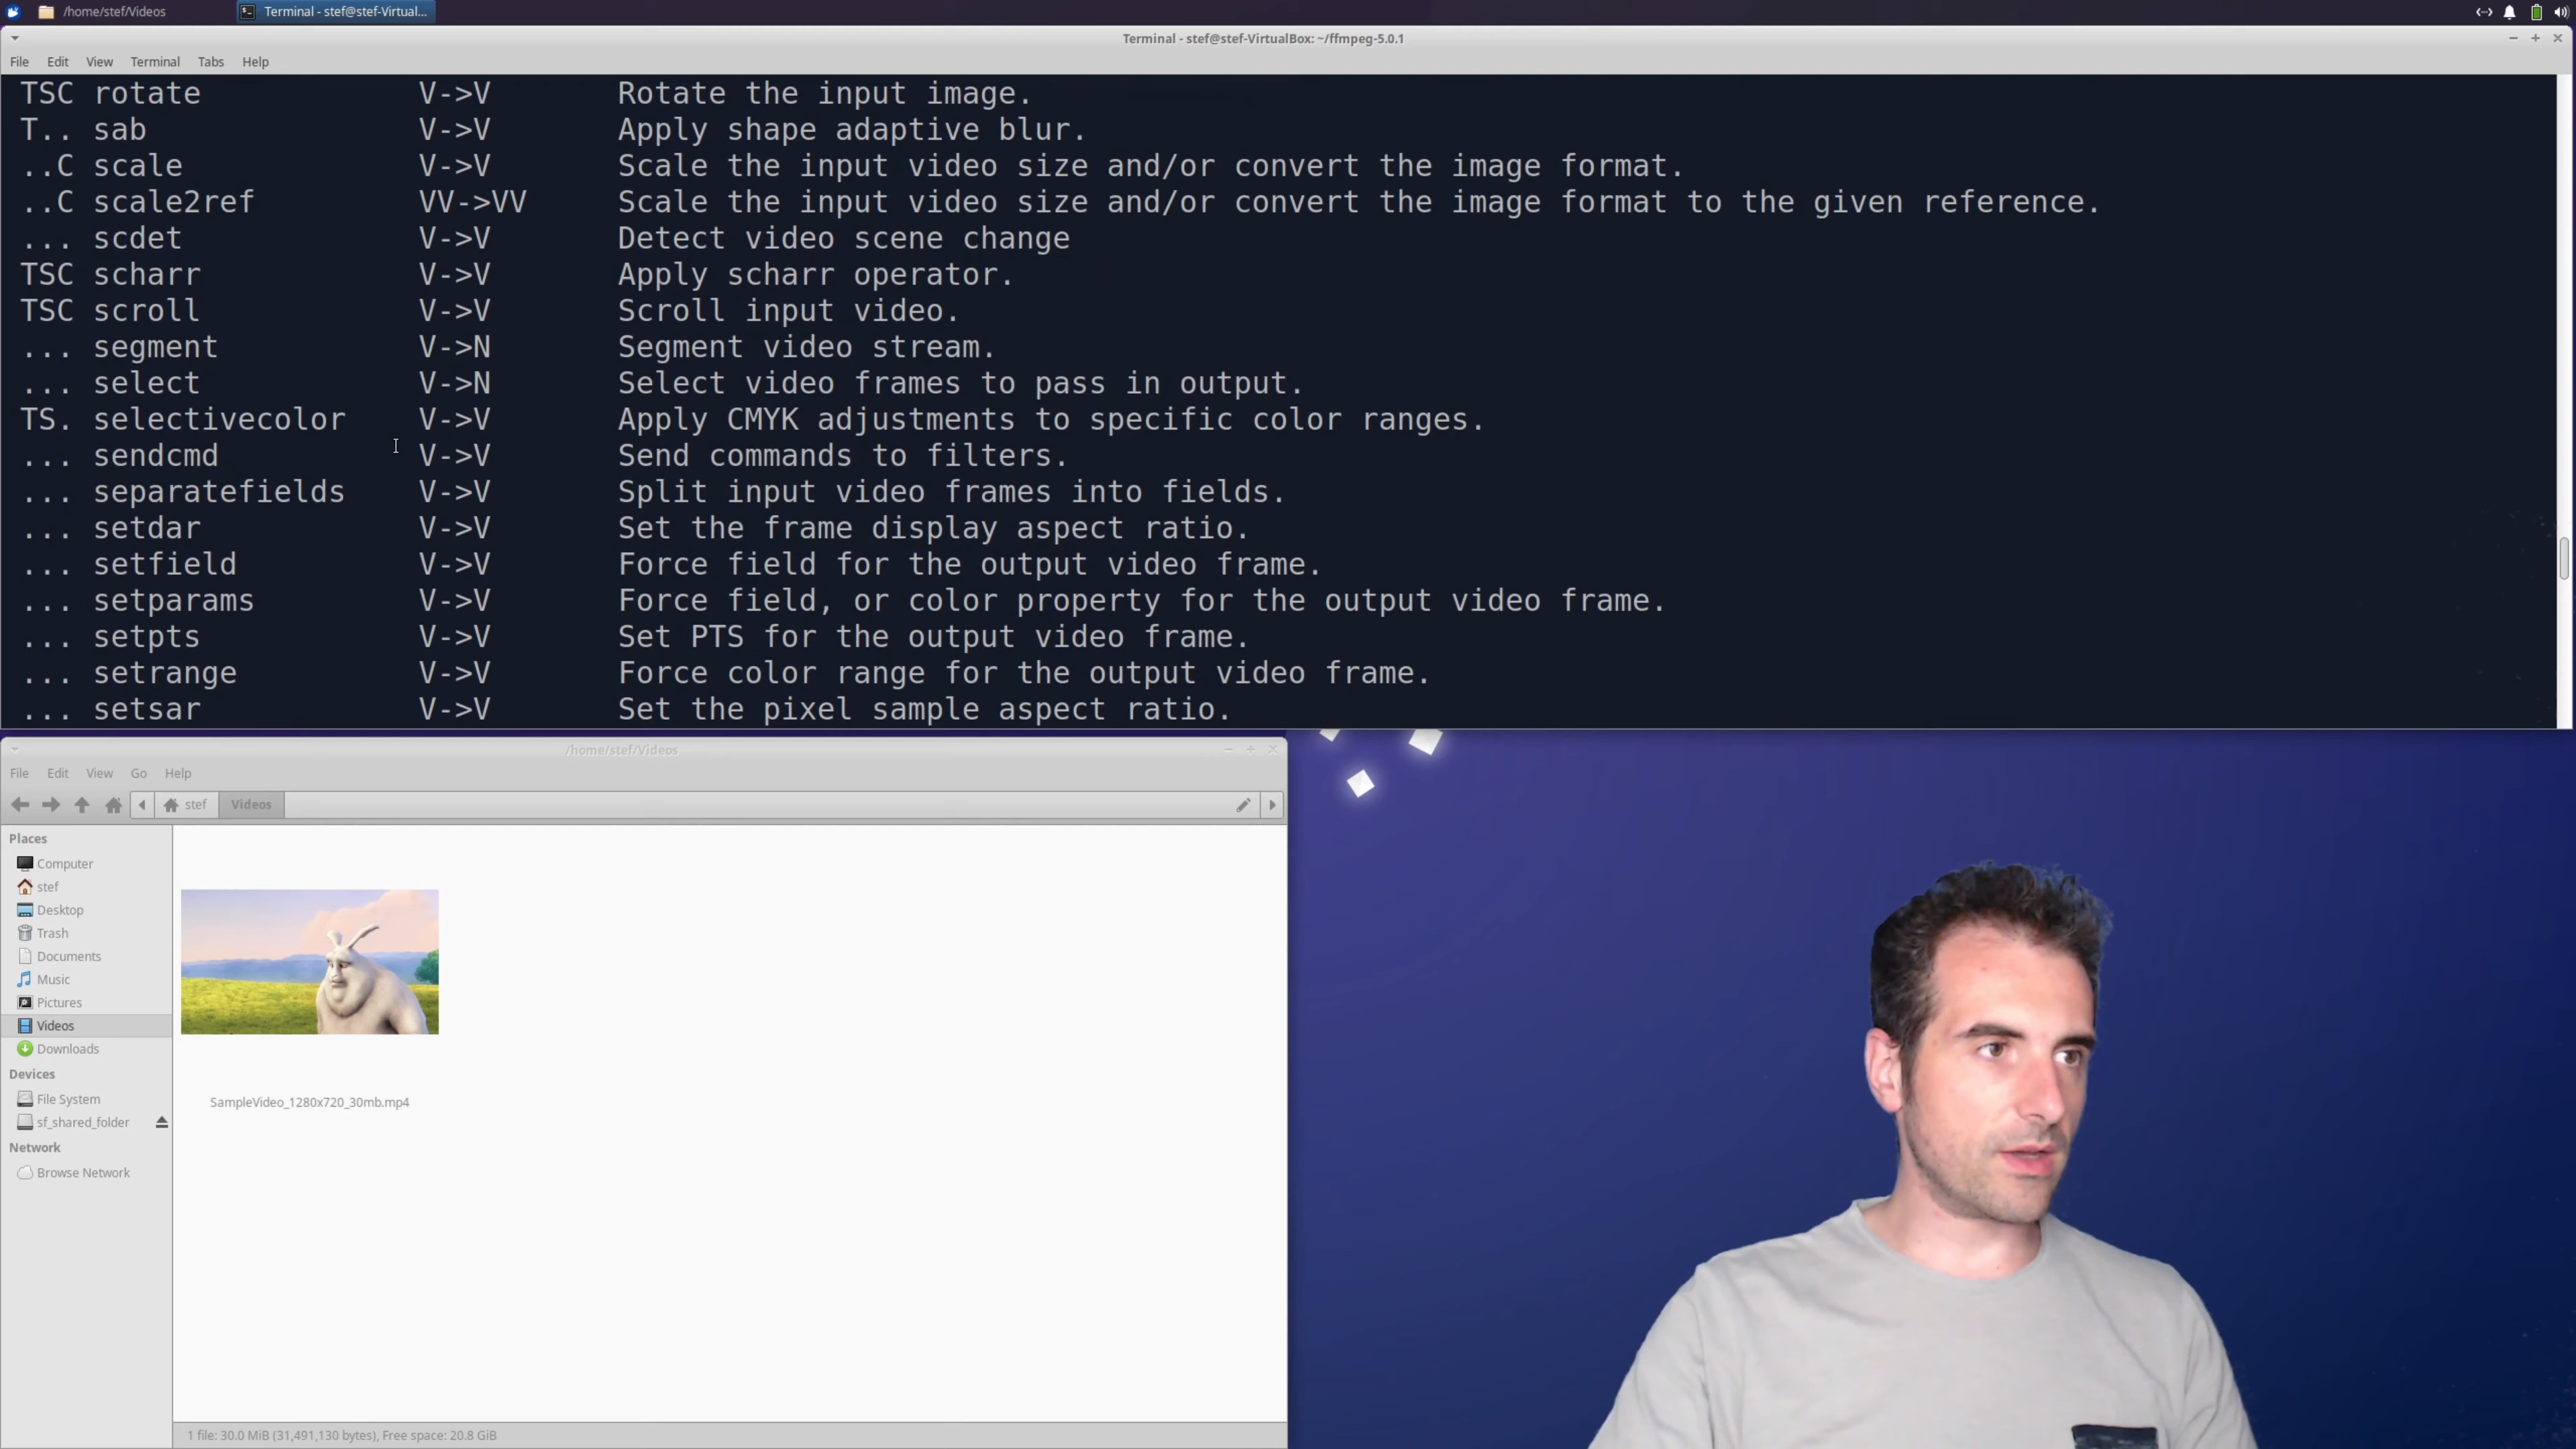 /home/stef/Videos
Terminal - stef@stef-Virtual...
Terminal - stef@stef-VirtualBox: ~/ffmpeg-5.0.1
File Edit View Terminal Tabs Help
TSC rotate V->V Rotate the input image.
T.. sab V->V Apply shape adaptive blur.
..C scale V->V Scale the input video size and/or convert the image format.
..C scale2ref VV->VV Scale the input video size and/or convert the image format to the given reference.
... scdet V->V Detect video scene change
TSC scharr V->V Apply scharr operator.
TSC scroll V->V Scroll input video.
... segment V->N Segment video stream.
... select V->N Select video frames to pass in output.
TS. selectivecolor V->V Apply CMYK adjustments to specific color ranges.
... sendcmd V->V Send commands to filters.
... separatefields V->V Split input video frames into fields.
... setdar V->V Set the frame display aspect ratio.
... setfield V->V Force field for the output video frame.
... setparams V->V Force field, or color property for the output video frame.
... setpts V->V Set PTS for the output video frame.
... setrange V->V Force color range for the output video frame.
... setsar V->V Set the pixel sample aspect ratio.
/home/stef/Videos
File Edit View Go Help
stef Videos
Places
Computer
stef
Desktop
Trash
Documents
Music
Pictures
Videos
Downloads
Devices
File System
sf_shared_folder
Network
Browse Network
SampleVideo_1280x720_30mb.mp4
1 file: 30.0 MiB (31,491,130 bytes), Free space: 20.8 GiB